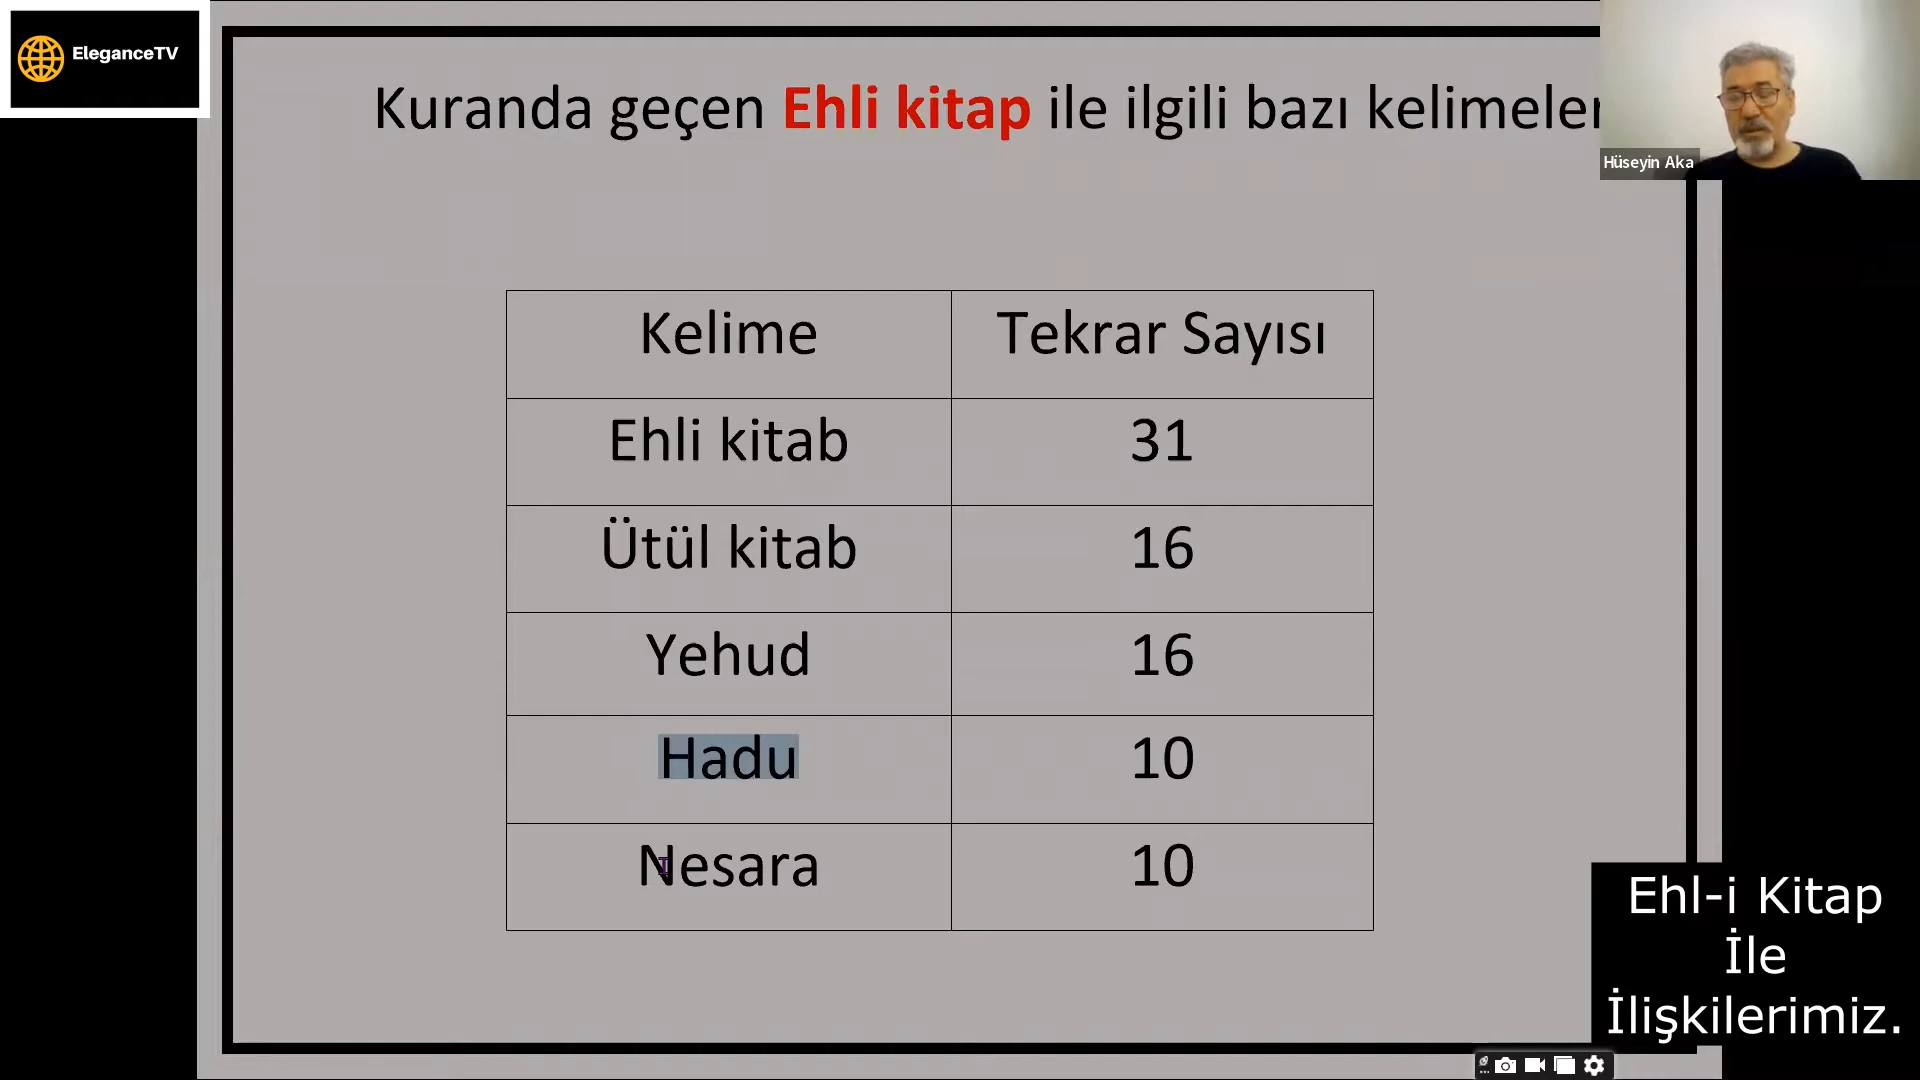 EleganceTV
Kuranda geçen Ehli kitap ile ilgili bazı kelimeler
Hüseyin Aka
Kelime Tekrar Sayısı
Ehli kitab 31
Ütül kitab 16
Yehud 16
Hadu 10
Nesara 10
Ehl-i Kitap
İle
İlişkilerimiz.